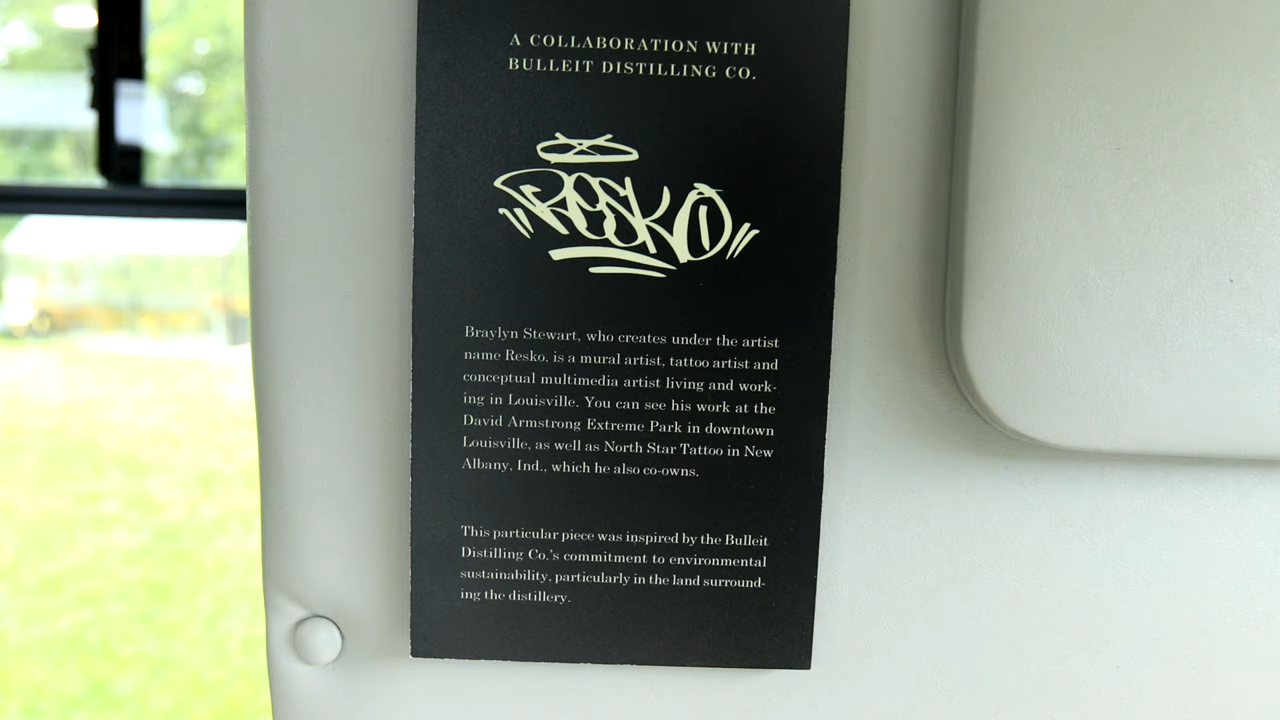 A COLLABORATION WITH
BULLEIT DISTILLING CO.
"RESKO"
Braylyn Stewart, who creates under the artist
name Resko, is a mural artist, tattoo artist and
conceptual multimedia artist living and work-
ing in Louisville. You can see his work at the
David Armstrong Extreme Park in downtown
Louisville, as well as North Star Tattoo in New
Albany, Ind., which he also co-owns.
This particular piece was inspired by the Bulleit
Distilling Co.'s commitment to environmental
sustainability, particularly in the land surround-
ing the distillery.